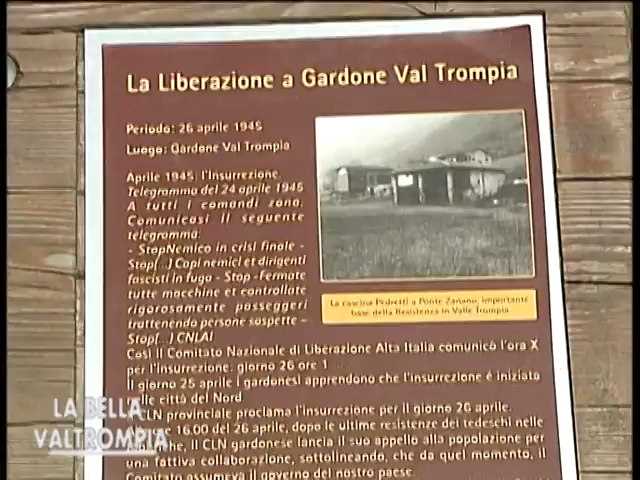 La Liberazione a Gardone Val Trompia
Periodo: 26 aprile 1945
Luogo: Gardone Val Trompia
Aprile 1945: l'Insurrezione.
Telegramma del 24 aprile 1945
A tutti i comandi zona.
Comunicasi il seguente
telegramma:
- StopNemico in crisi finale -
Stop[...] Capi nemici et dirigenti
fascisti in fuga - Stop -Fermate
tutte macchine et controllate
rigorosamente passeggeri
trattenendo persone sospette -
Stop[...] CNLAI
La cascina Pedretti a Ponte Zanano, importante
base della Resistenza in Valle Trompia
Così il Comitato Nazionale di Liberazione Alta Italia comunicò l'ora X
per l'insurrezione: giorno 26 ore 1
Il giorno 25 aprile i gardonesi apprendono che l'insurrezione è iniziata
nelle città del Nord
CLN provinciale proclama l'insurrezione per il giorno 26 aprile.
16.00 del 26 aprile, dopo le ultime resistenze dei tedeschi nelle
il CLN gardonese lancia il suo appello alla popolazione per
una fattiva collaborazione, sottolineando, che da quel momento, il
Comitato assumeva il governo del nostro paese.
LA BELLA
VALTROMPIA